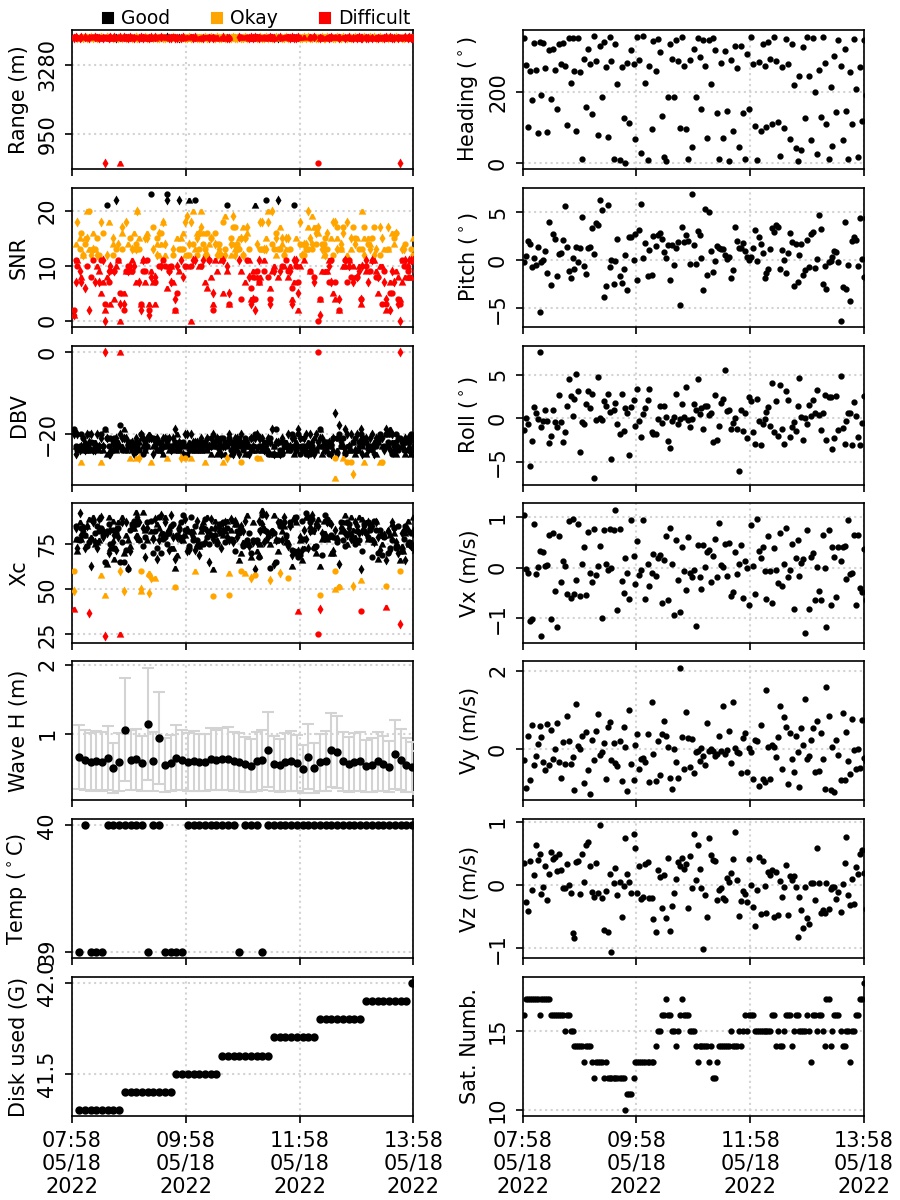 Good Okay Difficult
Range (m)
3280
950
Heading (°)
200
0
SNR
20
10
0
Pitch (°)
5
0
−5
DBV
0
−20
Roll (°)
5
0
−5
Xc
75
50
25
Vx (m/s)
1
0
−1
Wave H (m)
2
1
Vy (m/s)
2
0
Temp (°C)
40
39
Vz (m/s)
1
0
−1
Disk used (G)
42.0
41.5
Sat. Numb.
15
10
07:58 09:58 11:58 13:58 07:58 09:58 11:58 13:58
05/18 05/18 05/18 05/18 05/18 05/18 05/18 05/18
2022 2022 2022 2022 2022 2022 2022 2022